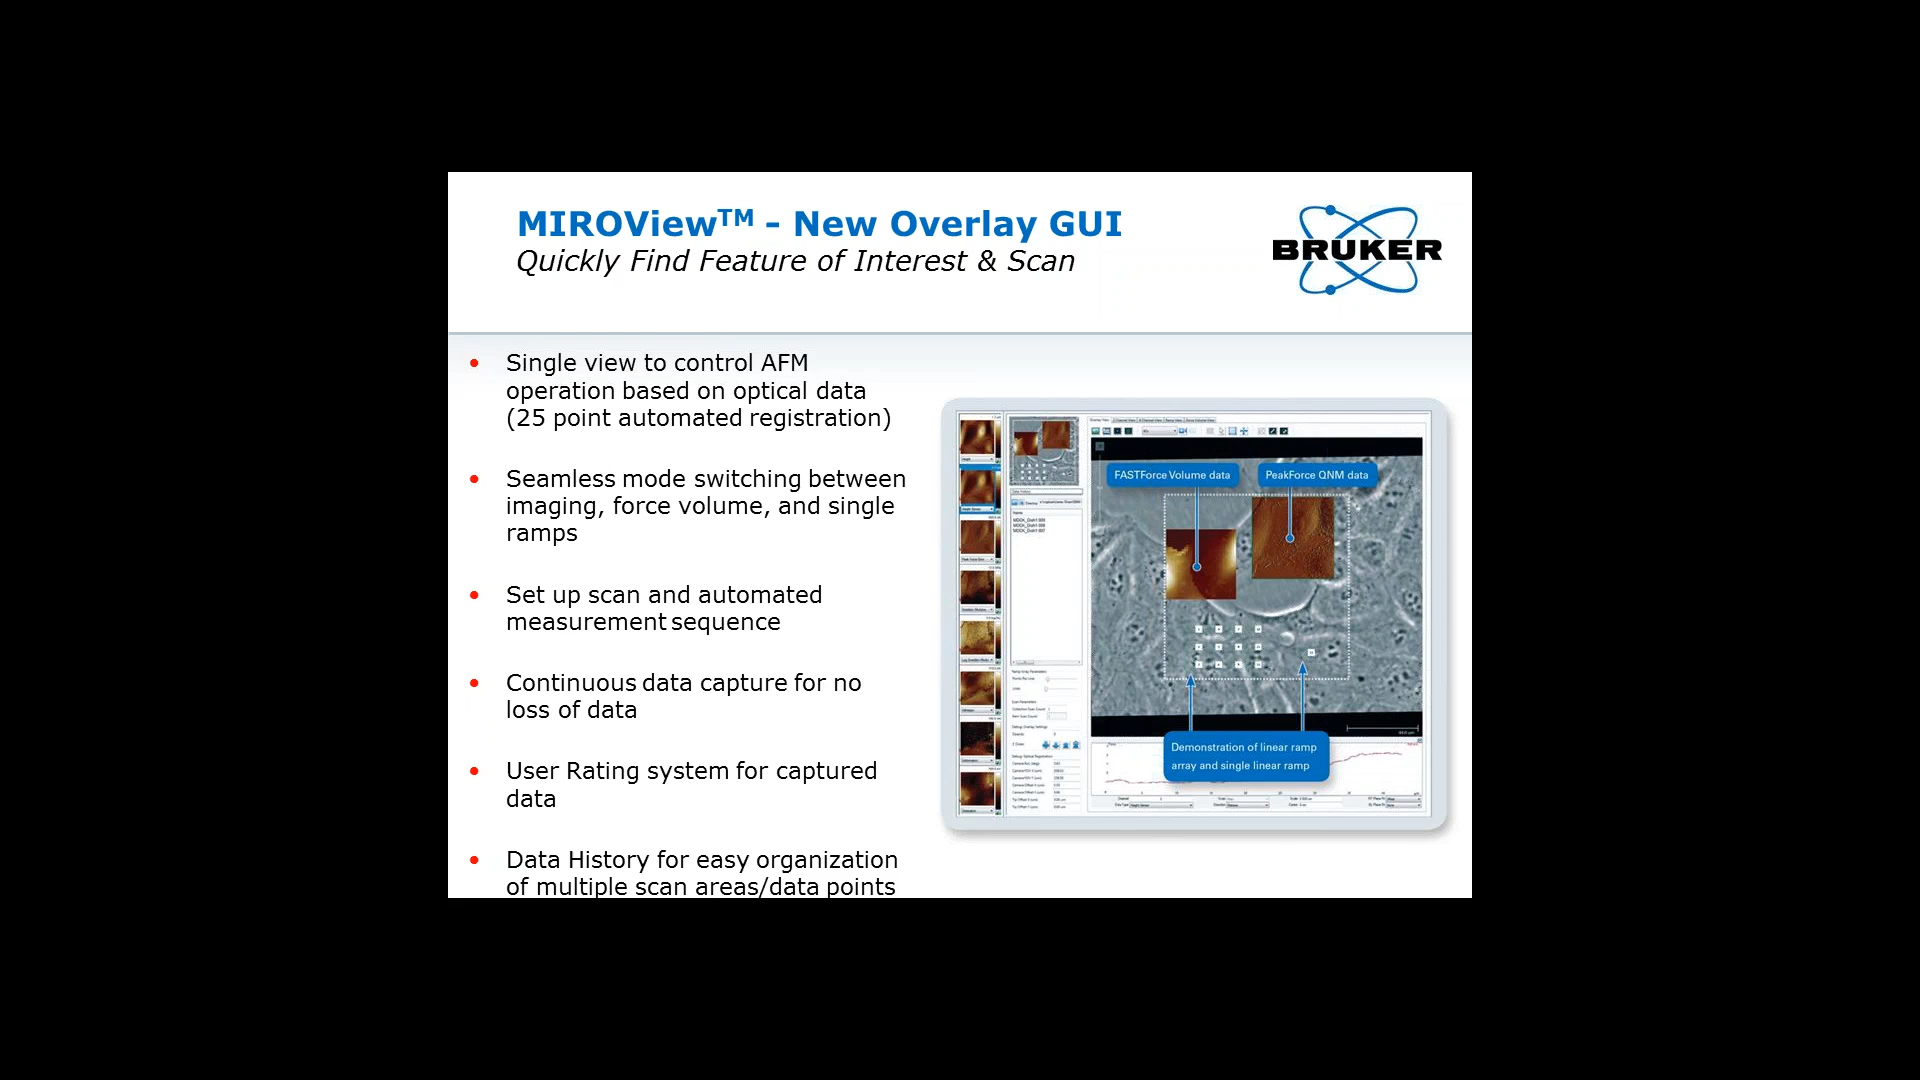 MIROView™ - New Overlay GUI
Quickly Find Feature of Interest & Scan
BRUKER
• Single view to control AFM
operation based on optical data
(25 point automated registration)
• Seamless mode switching between
imaging, force volume, and single
ramps
• Set up scan and automated
measurement sequence
• Continuous data capture for no
loss of data
• User Rating system for captured
data
• Data History for easy organization
of multiple scan areas/data points
FASTForce Volume data
PeakForce QNM data
Demonstration of linear ramp
array and single linear ramp